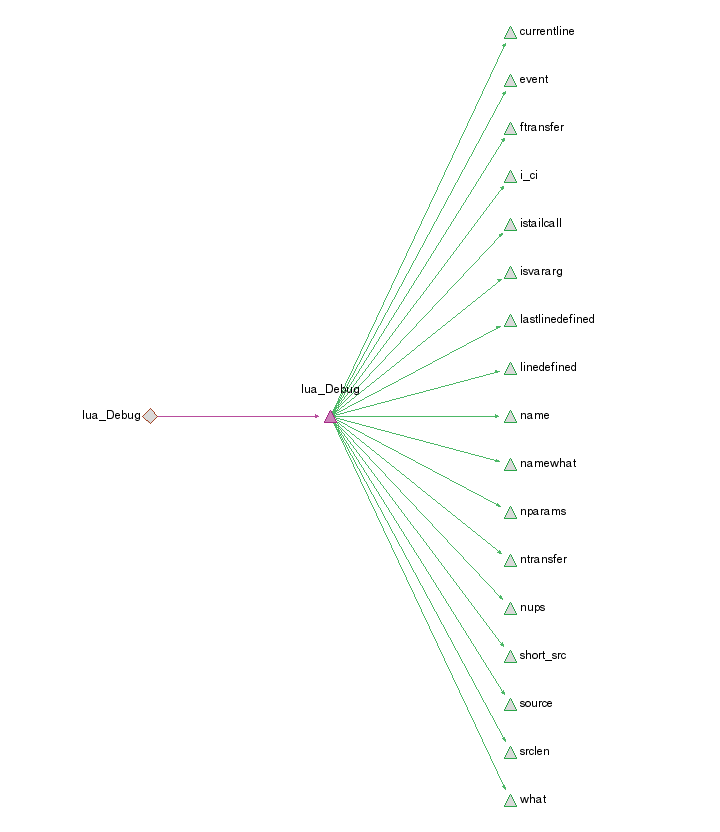 currentline
event
ftransfer
i_ci
istailcall
isvararg
lastlinedefined
linedefined
lua_Debug
lua_Debug
name
namewhat
nparams
ntransfer
nups
short_src
source
srclen
what